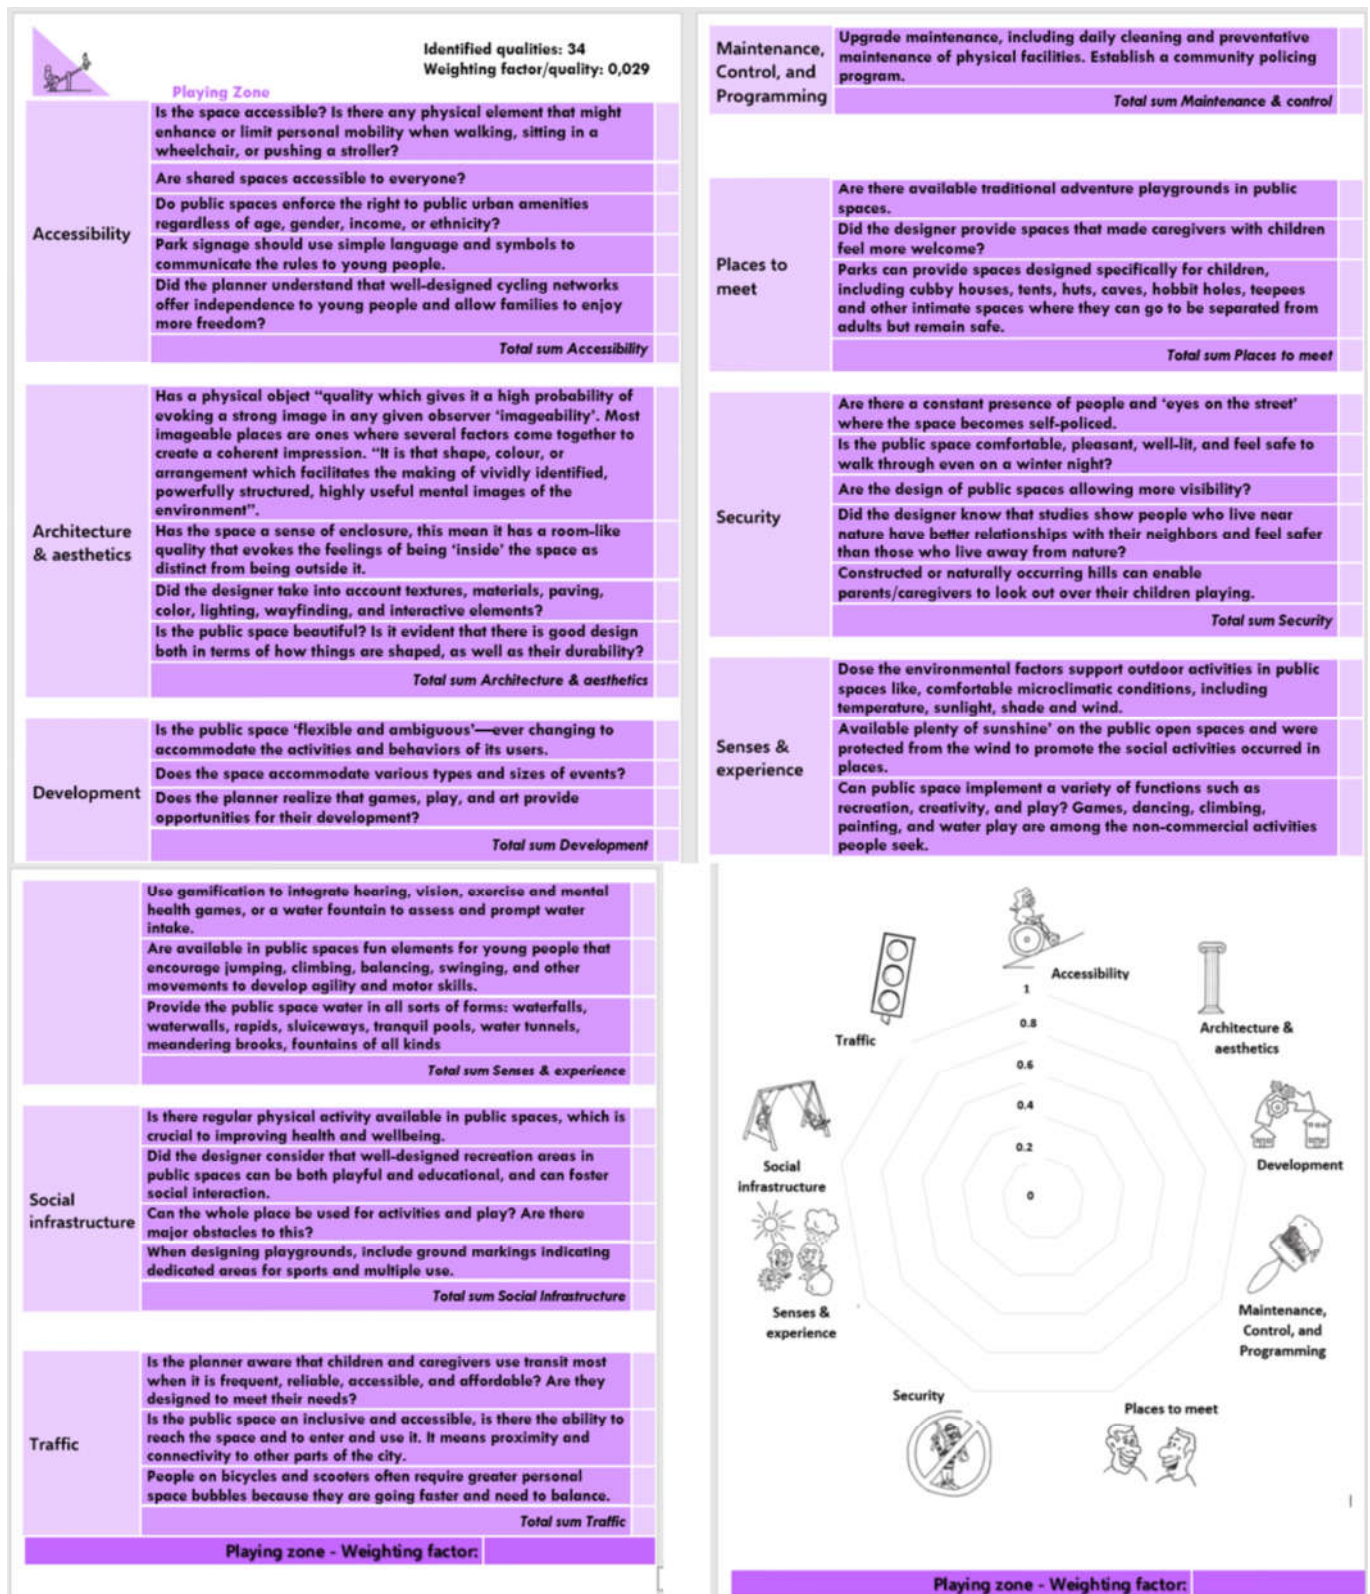 Identified qualities: 34
Weighting factor/quality: 0,029
Playing Zone
Accessibility
Is the space accessible? Is there any physical element that might
enhance or limit personal mobility when walking, sitting in a
wheelchair, or pushing a stroller?
Are shared spaces accessible to everyone?
Do public spaces enforce the right to public urban amenities
regardless of age, gender, income, or ethnicity?
Park signage should use simple language and symbols to
communicate the rules to young people.
Did the planner understand that well-designed cycling networks
offer independence to young people and allow families to enjoy
more freedom?
Total sum Accessibility
Architecture
& aesthetics
Has a physical object “quality which gives it a high probability of
evoking a strong image in any given observer ‘imageability’. Most
imageable places are ones where several factors come together to
create a coherent impression. “It is that shape, colour, or
arrangement which facilitates the making of vividly identified,
powerfully structured, highly useful mental images of the
environment”.
Has the space a sense of enclosure, this mean it has a room-like
quality that evokes the feelings of being ‘inside’ the space as
distinct from being outside it.
Did the designer take into account textures, materials, paving,
color, lighting, wayfinding, and interactive elements?
Is the public space beautiful? Is it evident that there is good design
both in terms of how things are shaped, as well as their durability?
Total sum Architecture & aesthetics
Development
Is the public space ‘flexible and ambiguous’—ever changing to
accommodate the activities and behaviors of its users.
Does the space accommodate various types and sizes of events?
Does the planner realize that games, play, and art provide
opportunities for their development?
Total sum Development
Maintenance,
Control, and
Programming
Upgrade maintenance, including daily cleaning and preventative
maintenance of physical facilities. Establish a community policing
program.
Total sum Maintenance & control
Places to
meet
Are there available traditional adventure playgrounds in public
spaces.
Did the designer provide spaces that made caregivers with children
feel more welcome?
Parks can provide spaces designed specifically for children,
including cubby houses, tents, huts, caves, hobbit holes, teepees
and other intimate spaces where they can go to be separated from
adults but remain safe.
Total sum Places to meet
Security
Are there a constant presence of people and ‘eyes on the street’
where the space becomes self-policed.
Is the public space comfortable, pleasant, well-lit, and feel safe to
walk through even on a winter night?
Are the design of public spaces allowing more visibility?
Did the designer know that studies show people who live near
nature have better relationships with their neighbors and feel safer
than those who live away from nature?
Constructed or naturally occurring hills can enable
parents/caregivers to look out over their children playing.
Total sum Security
Senses &
experience
Dose the environmental factors support outdoor activities in public
spaces like, comfortable microclimatic conditions, including
temperature, sunlight, shade and wind.
Available plenty of sunshine’ on the public open spaces and were
protected from the wind to promote the social activities occurred in
places.
Can public space implement a variety of functions such as
recreation, creativity, and play? Games, dancing, climbing,
painting, and water play are among the non-commercial activities
people seek.
Use gamification to integrate hearing, vision, exercise and mental
health games, or a water fountain to assess and prompt water
intake.
Are available in public spaces fun elements for young people that
encourage jumping, climbing, balancing, swinging, and other
movements to develop agility and motor skills.
Provide the public space water in all sorts of forms: waterfalls,
waterwalls, rapids, sluiceways, tranquil pools, water tunnels,
meandering brooks, fountains of all kinds
Total sum Senses & experience
Social
infrastructure
Is there regular physical activity available in public spaces, which is
crucial to improving health and wellbeing.
Did the designer consider that well-designed recreation areas in
public spaces can be both playful and educational, and can foster
social interaction.
Can the whole place be used for activities and play? Are there
major obstacles to this?
When designing playgrounds, include ground markings indicating
dedicated areas for sports and multiple use.
Total sum Social Infrastructure
Traffic
Is the planner aware that children and caregivers use transit most
when it is frequent, reliable, accessible, and affordable? Are they
designed to meet their needs?
Is the public space an inclusive and accessible, is there the ability to
reach the space and to enter and use it. It means proximity and
connectivity to other parts of the city.
People on bicycles and scooters often require greater personal
space bubbles because they are going faster and need to balance.
Total sum Traffic
Playing zone - Weighting factor:
Accessibility
1
0.8
0.6
0.4
0.2
0
Architecture &
aesthetics
Development
Maintenance,
Control, and
Programming
Places to meet
Security
Senses &
experience
Social
infrastructure
Traffic
Playing zone - Weighting factor: